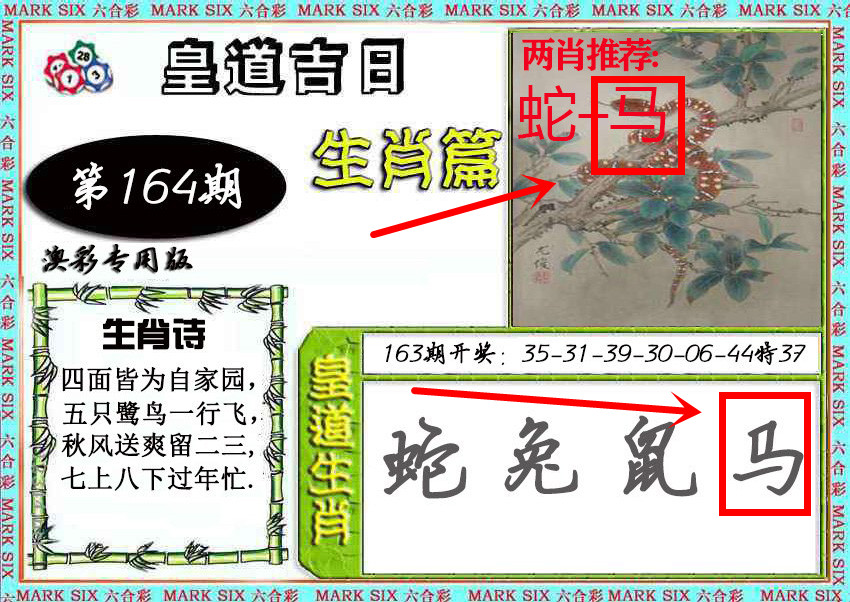 MARK SIX 六合彩 MARK SIX 六合彩 MARK SIX 六合彩 MARK SIX 六合彩 MARK SIX 六合彩 MARK SIX 六合彩
28
1
3
皇道吉日
生肖篇
第164期
澳彩专用版
两肖推荐:
蛇+马
生肖诗
四面皆为自家园，
五只鹭鸟一行飞，
秋风送爽留二三，
七上八下过年忙.
163期开奖：35-31-39-30-06-44特37
皇道生肖
蛇 兔 鼠 马
MARK SIX 六合彩 MARK SIX 六合彩 MARK SIX 六合彩 MARK SIX 六合彩 MARK SIX 六合彩 MARK SIX